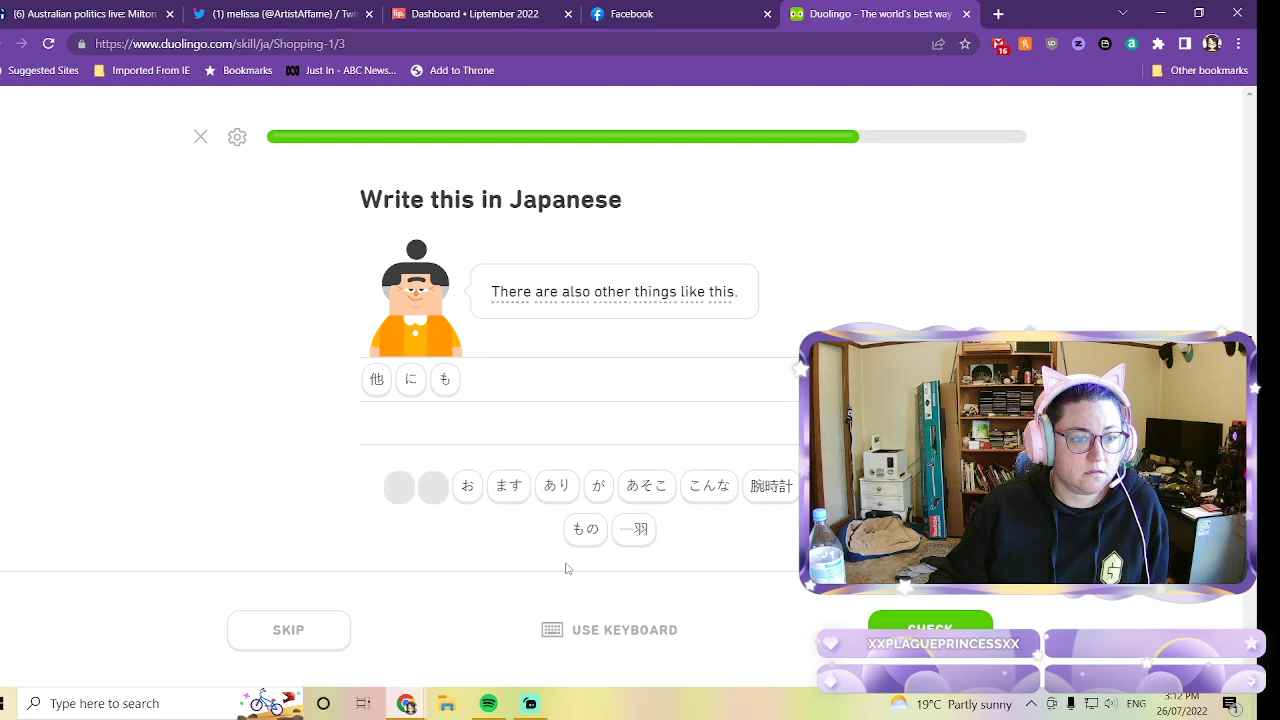 (6) Australian politics live: Milton
(1) melissa (@ArtistAffame) / Twi
Dashboard • Liptember 2022
Facebook
Duolingo - The world's best way
https://www.duolingo.com/skill/ja/Shopping-1/3
16
Suggested Sites
Imported From IE
Bookmarks
Just In - ABC News...
Add to Throne
Other bookmarks
Write this in Japanese
There are also other things like this.
他 に も
お ます あり が あそこ こんな 腕時計
もの 一羽
SKIP
USE KEYBOARD
CHECK
XXPLAGUEPRINCESSXX
Type here to search
19°C Partly sunny
ENG
3:12 PM
26/07/2022